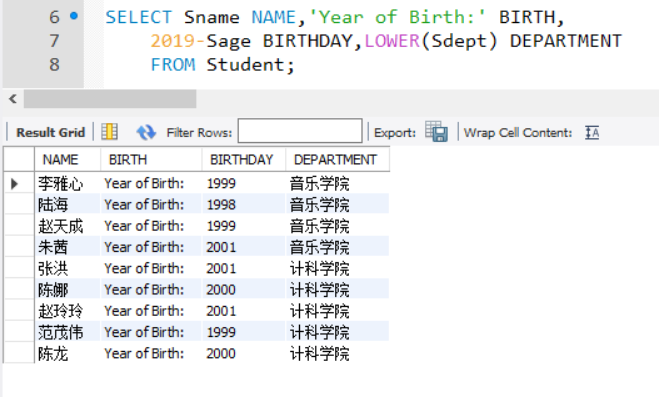 6 SELECT Sname NAME,'Year of Birth:' BIRTH,
7 2019-Sage BIRTHDAY,LOWER(Sdept) DEPARTMENT
8 FROM Student;
Result Grid Filter Rows: Export: Wrap Cell Content:
NAME BIRTH BIRTHDAY DEPARTMENT
李雅心 Year of Birth: 1999 音乐学院
陆海 Year of Birth: 1998 音乐学院
赵天成 Year of Birth: 1999 音乐学院
朱茜 Year of Birth: 2001 音乐学院
张洪 Year of Birth: 2001 计科学院
陈娜 Year of Birth: 2000 计科学院
赵玲玲 Year of Birth: 2001 计科学院
范茂伟 Year of Birth: 1999 计科学院
陈龙 Year of Birth: 2000 计科学院